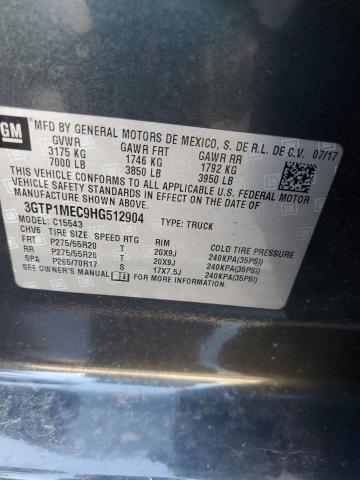 GM
MFD BY GENERAL MOTORS DE MEXICO, S. DE R.L. DE C.V. 07/17
GVWR GAWR FRT GAWR RR
3175 KG 1746 KG 1792 KG
7000 LB 3850 LB 3950 LB
THIS VEHICLE CONFORMS TO ALL APPLICABLE U.S. FEDERAL MOTOR
VEHICLE SAFETY STANDARDS IN EFFECT ON THE DATE OF
MANUFACTURE SHOWN ABOVE.
3GTP1MEC9HG512904 TYPE: TRUCK
MODEL: C15543
CHV6 TIRE SIZE SPEED RTG RIM COLD TIRE PRESSURE
FRT P275/55R20 T 20X9J 240KPA(35PSI)
RR P275/55R20 T 20X9J 240KPA(35PSI)
SPA P265/70R17 S 17X7.5J 240KPA(35PSI)
SEE OWNER'S MANUAL FOR MORE INFORMATION.